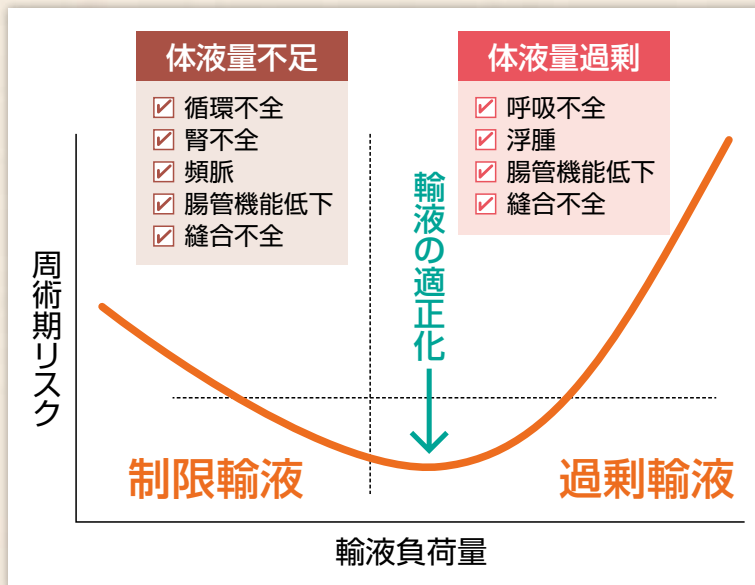 体液量不足
循環不全
腎不全
頻脈
腸管機能低下
縫合不全
体液量過剰
呼吸不全
浮腫
腸管機能低下
縫合不全
輸液の適正化
周術期リスク
制限輸液
過剰輸液
輸液負荷量